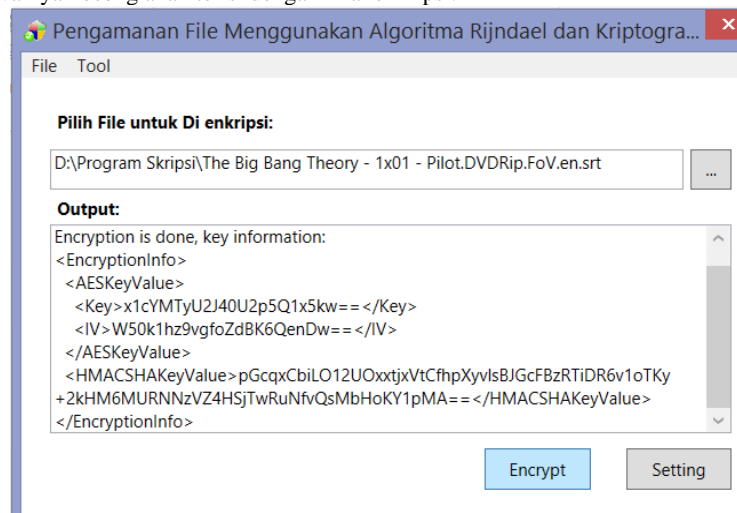 Pengamanan File Menggunakan Algoritma Rijndael dan Kriptogra...
File Tool
Pilih File untuk Di enkripsi:
D:\Program Skripsi\The Big Bang Theory - 1x01 - Pilot.DVDRip.FoV.en.srt
...
Output:
Encryption is done, key information:
<EncryptionInfo>
<AESKeyValue>
<Key>x1cYMTyU2J40U2p5Q1x5kw==</Key>
<IV>W50k1hz9vgfoZdBK6QenDw==</IV>
</AESKeyValue>
<HMACSHAKeyValue>pGcqxCbiLO12UOxxtjxVtCfhpXyvlsBJGcFBzRTiDR6v1oTKy
+2kHM6MURNNzVZ4HSjTwRuNfvQsMbHoKY1pMA==</HMACSHAKeyValue>
</EncryptionInfo>
Encrypt Setting